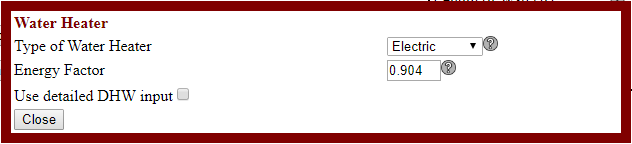 Water Heater
Type of Water Heater Electric ?
Energy Factor 0.904 ?
Use detailed DHW input
Close